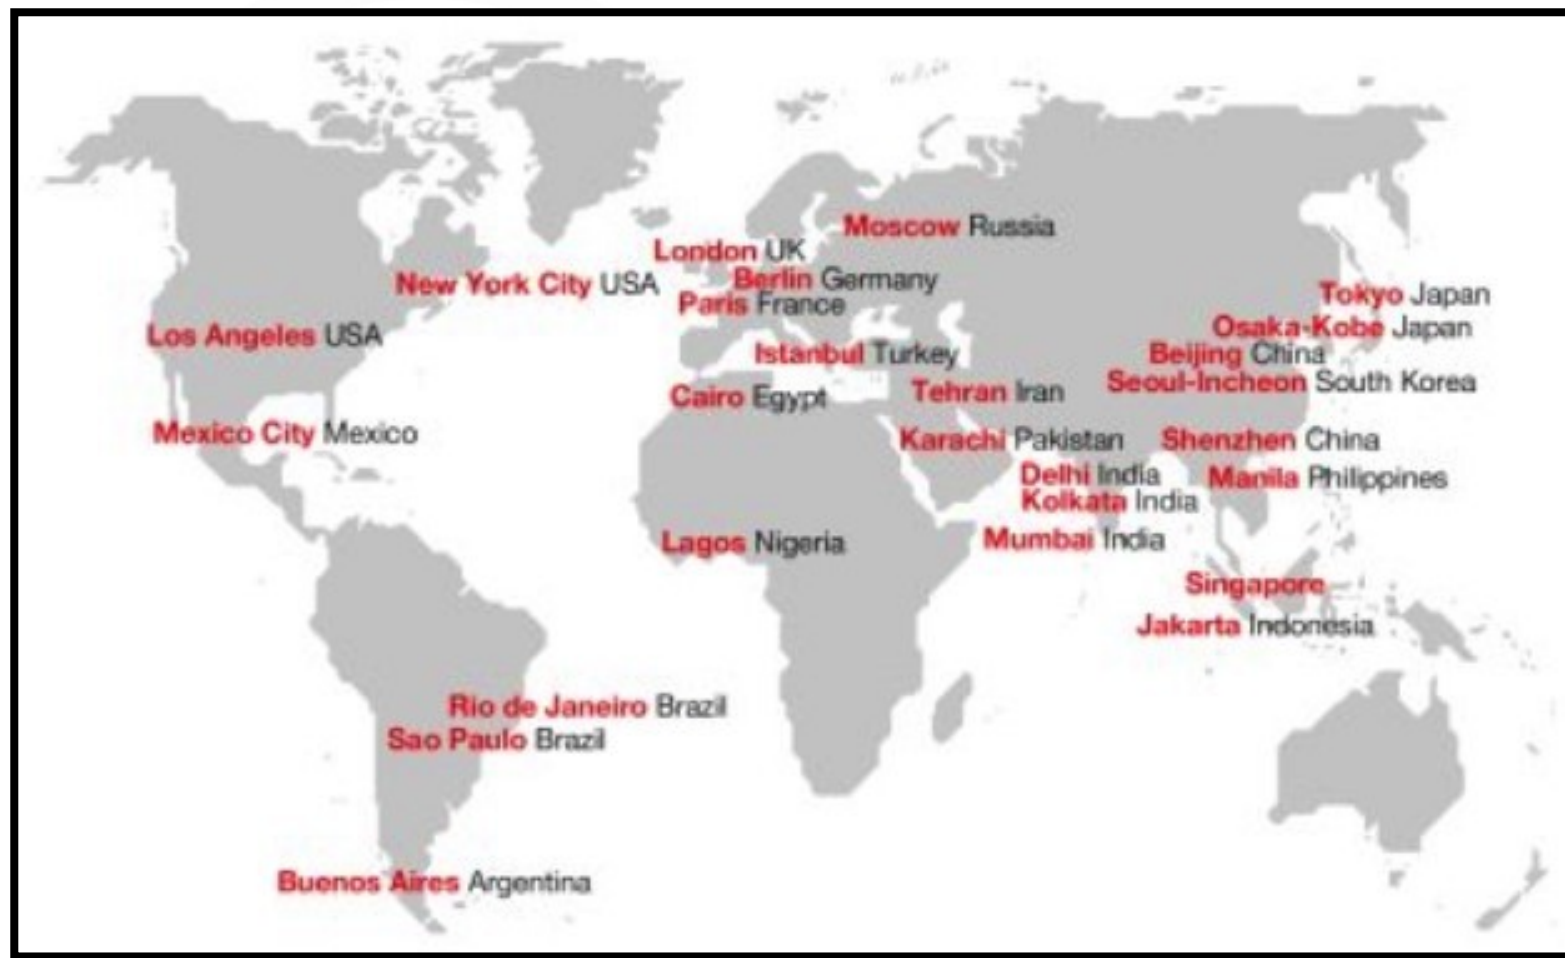 Moscow Russia
London UK
Berlin Germany
New York City USA
Paris France
Tokyo Japan
Los Angeles USA
Osaka-Kobe Japan
Istanbul Turkey
Beijing China
Seoul-Incheon South Korea
Cairo Egypt
Tehran Iran
Mexico City Mexico
Karachi Pakistan
Shenzhen China
Delhi India
Manila Philippines
Kolkata India
Lagos Nigeria
Mumbai India
Singapore
Jakarta Indonesia
Rio de Janeiro Brazil
Sao Paulo Brazil
Buenos Aires Argentina